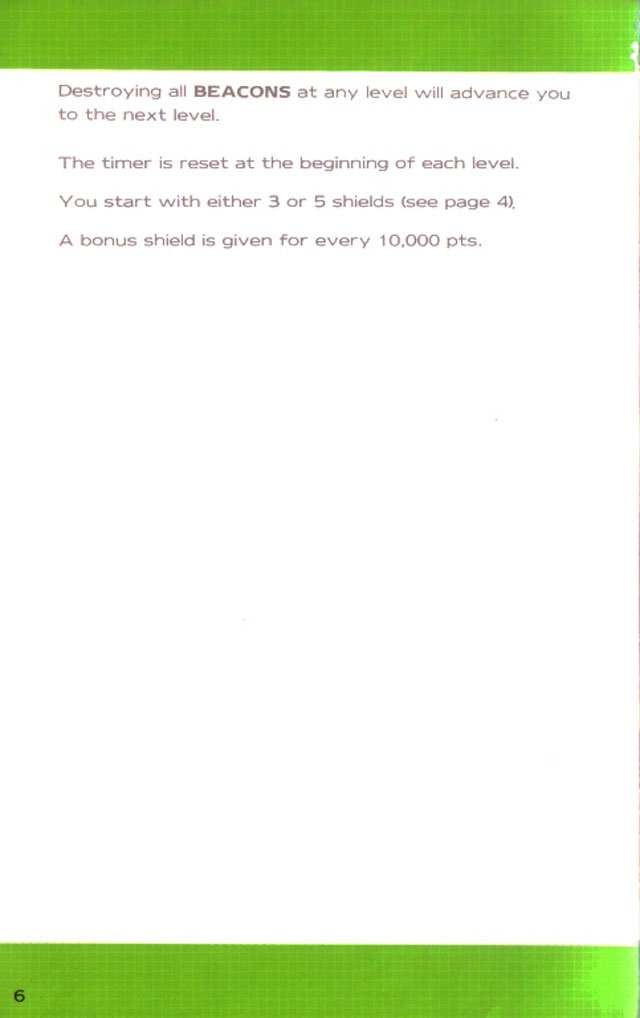 Destroying all BEACONS at any level will advance you
to the next level.
The timer is reset at the beginning of each level.
You start with either 3 or 5 shields (see page 4).
A bonus shield is given for every 10,000 pts.
6